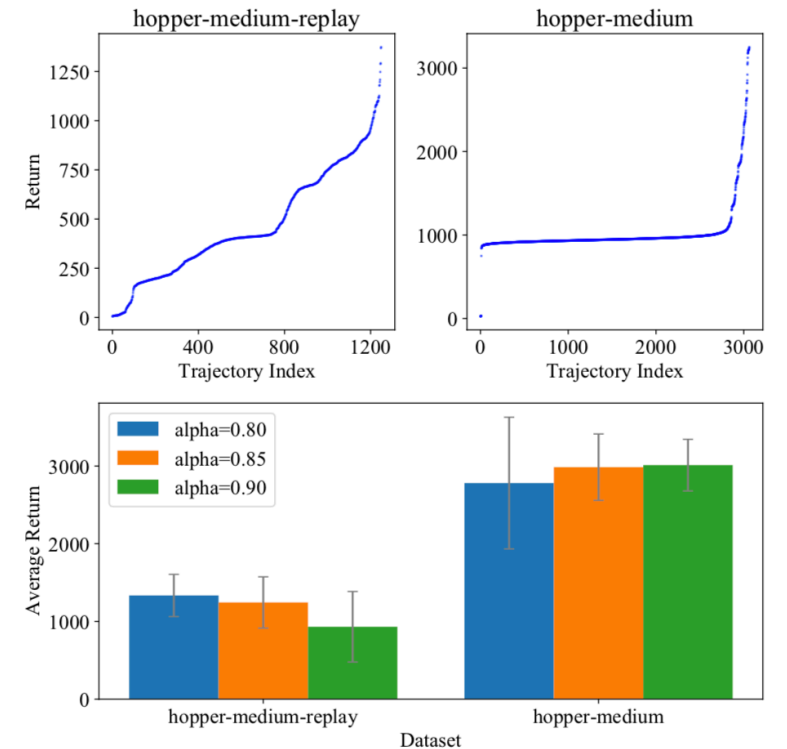 hopper-medium-replay
hopper-medium
Return
1250
1000
750
500
250
0
0
400
800
1200
Trajectory Index
3000
2000
1000
0
0
1000
2000
3000
Trajectory Index
alpha=0.80
alpha=0.85
alpha=0.90
Average Return
3000
2000
1000
0
hopper-medium-replay
hopper-medium
Dataset